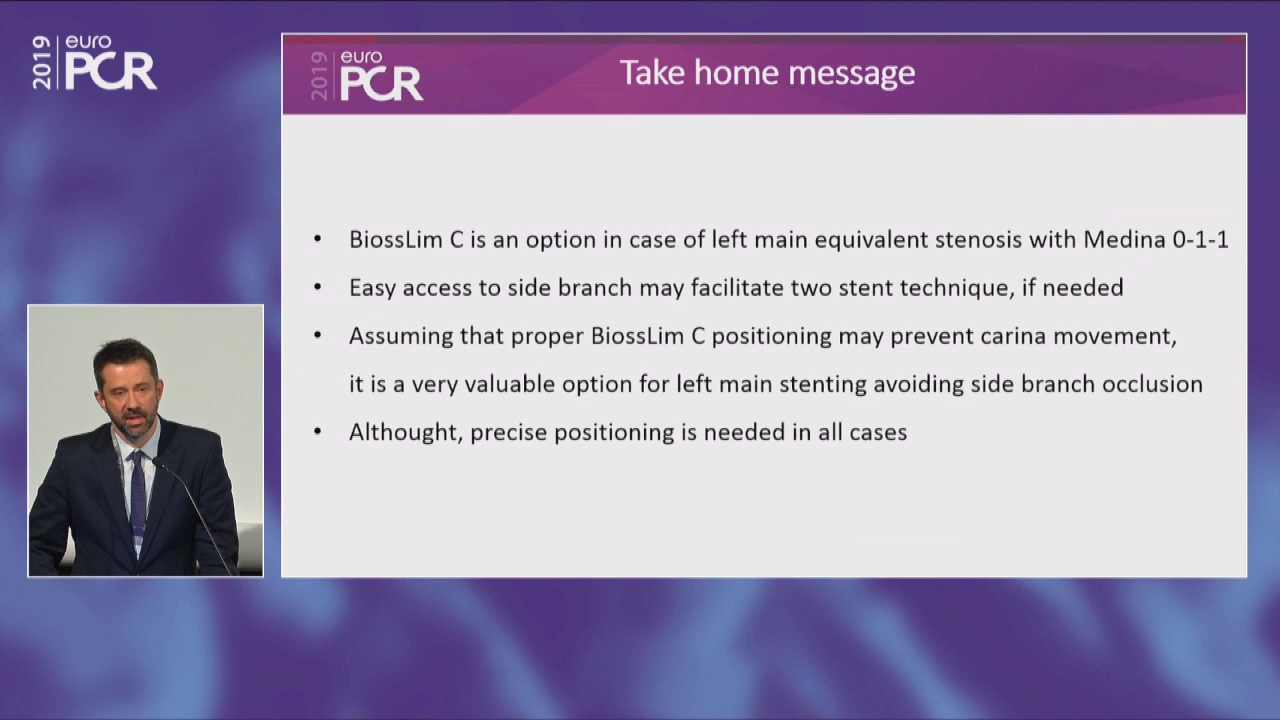 2019 euro PCR
2019 euro PCR
Take home message
• BiossLim C is an option in case of left main equivalent stenosis with Medina 0-1-1
• Easy access to side branch may facilitate two stent technique, if needed
• Assuming that proper BiossLim C positioning may prevent carina movement,
it is a very valuable option for left main stenting avoiding side branch occlusion
• Althought, precise positioning is needed in all cases